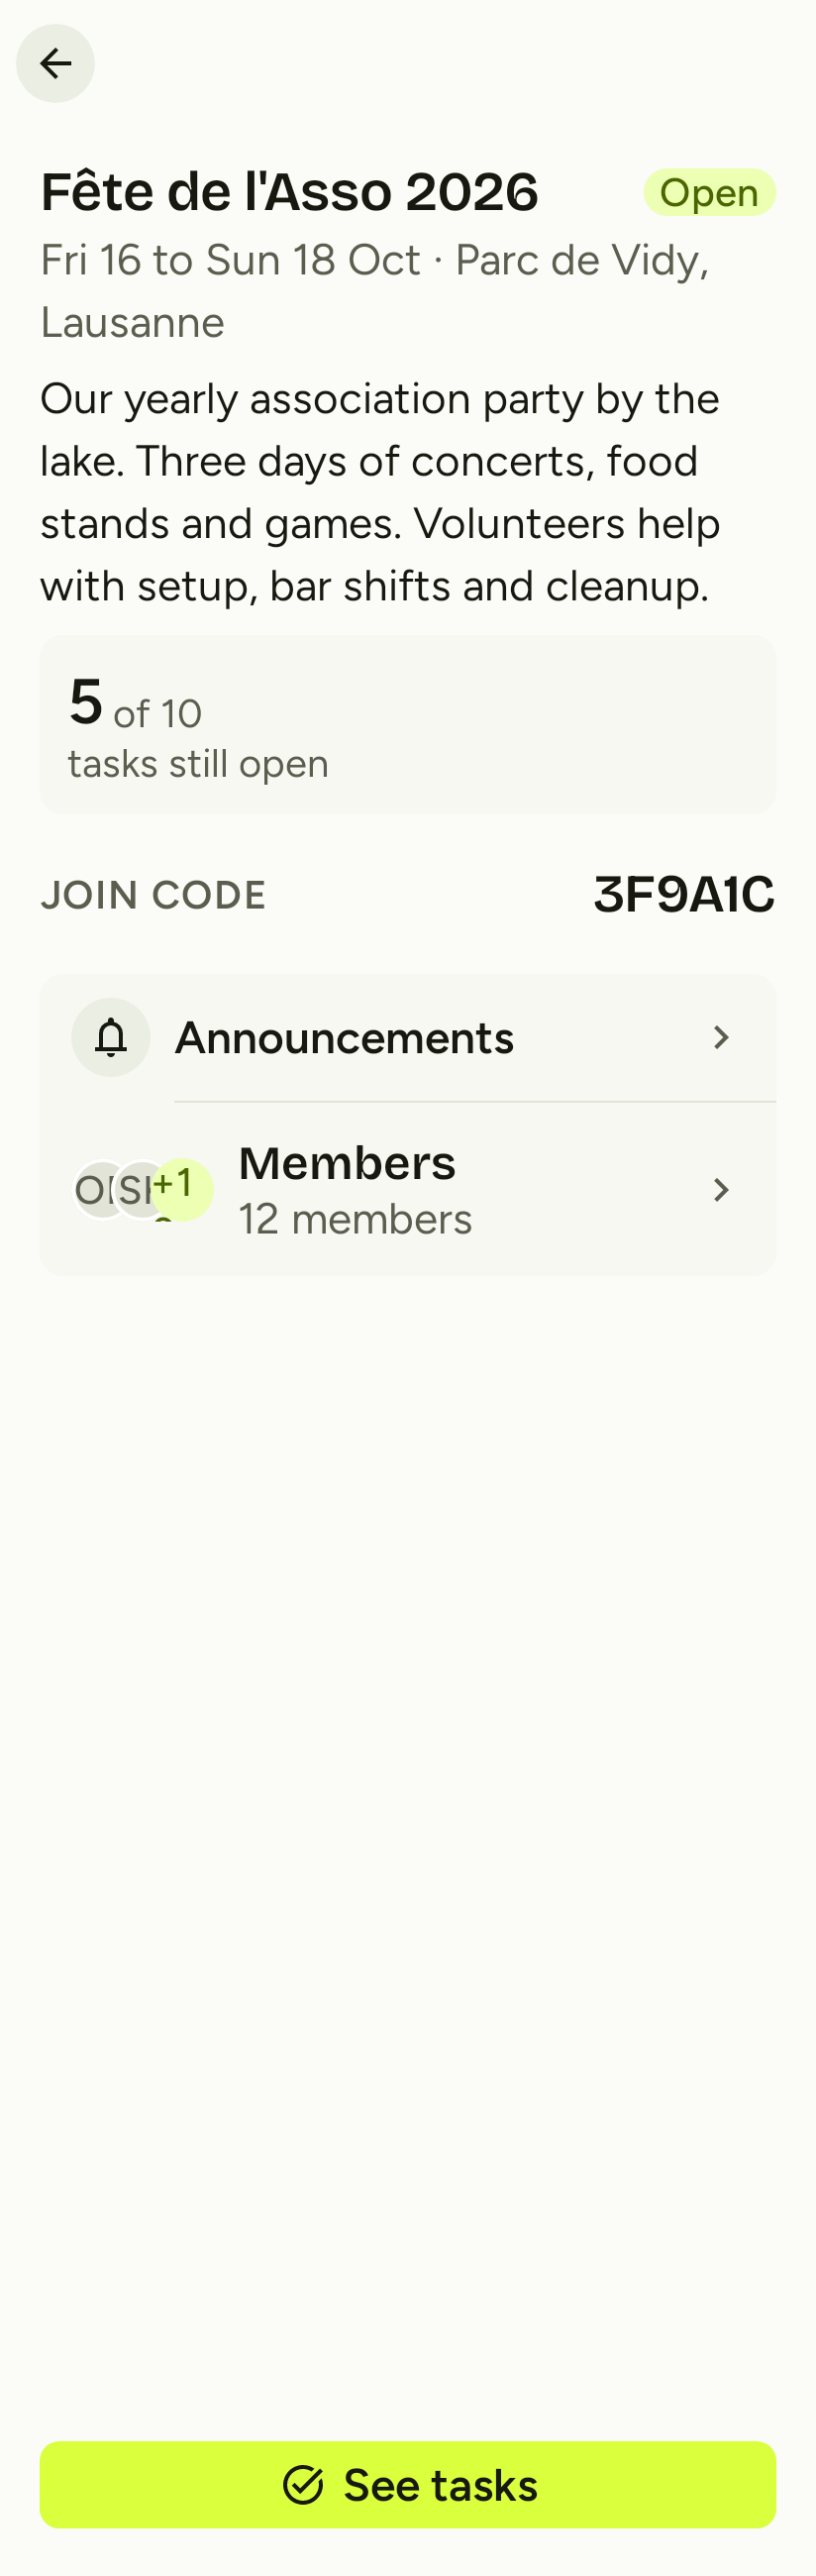 Fête de l'Asso 2026
Open
Fri 16 to Sun 18 Oct · Parc de Vidy,
Lausanne
Our yearly association party by the
lake. Three days of concerts, food
stands and games. Volunteers help
with setup, bar shifts and cleanup.
5 of 10
tasks still open
JOIN CODE
3F9A1C
Announcements
+1
Members
12 members
See tasks